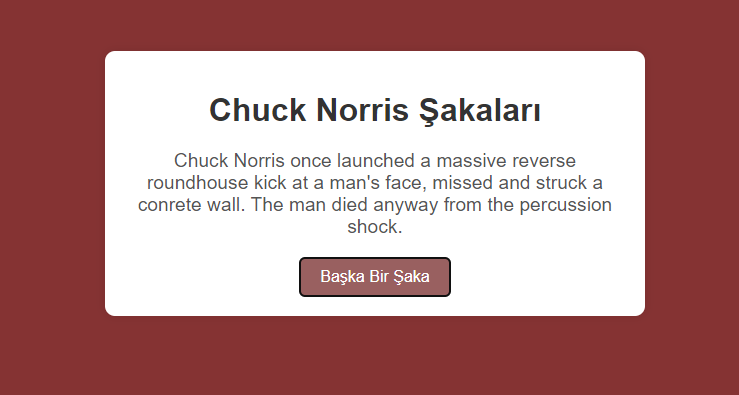 Chuck Norris Şakaları
Chuck Norris once launched a massive reverse
roundhouse kick at a man's face, missed and struck a
conrete wall. The man died anyway from the percussion
shock.
Başka Bir Şaka